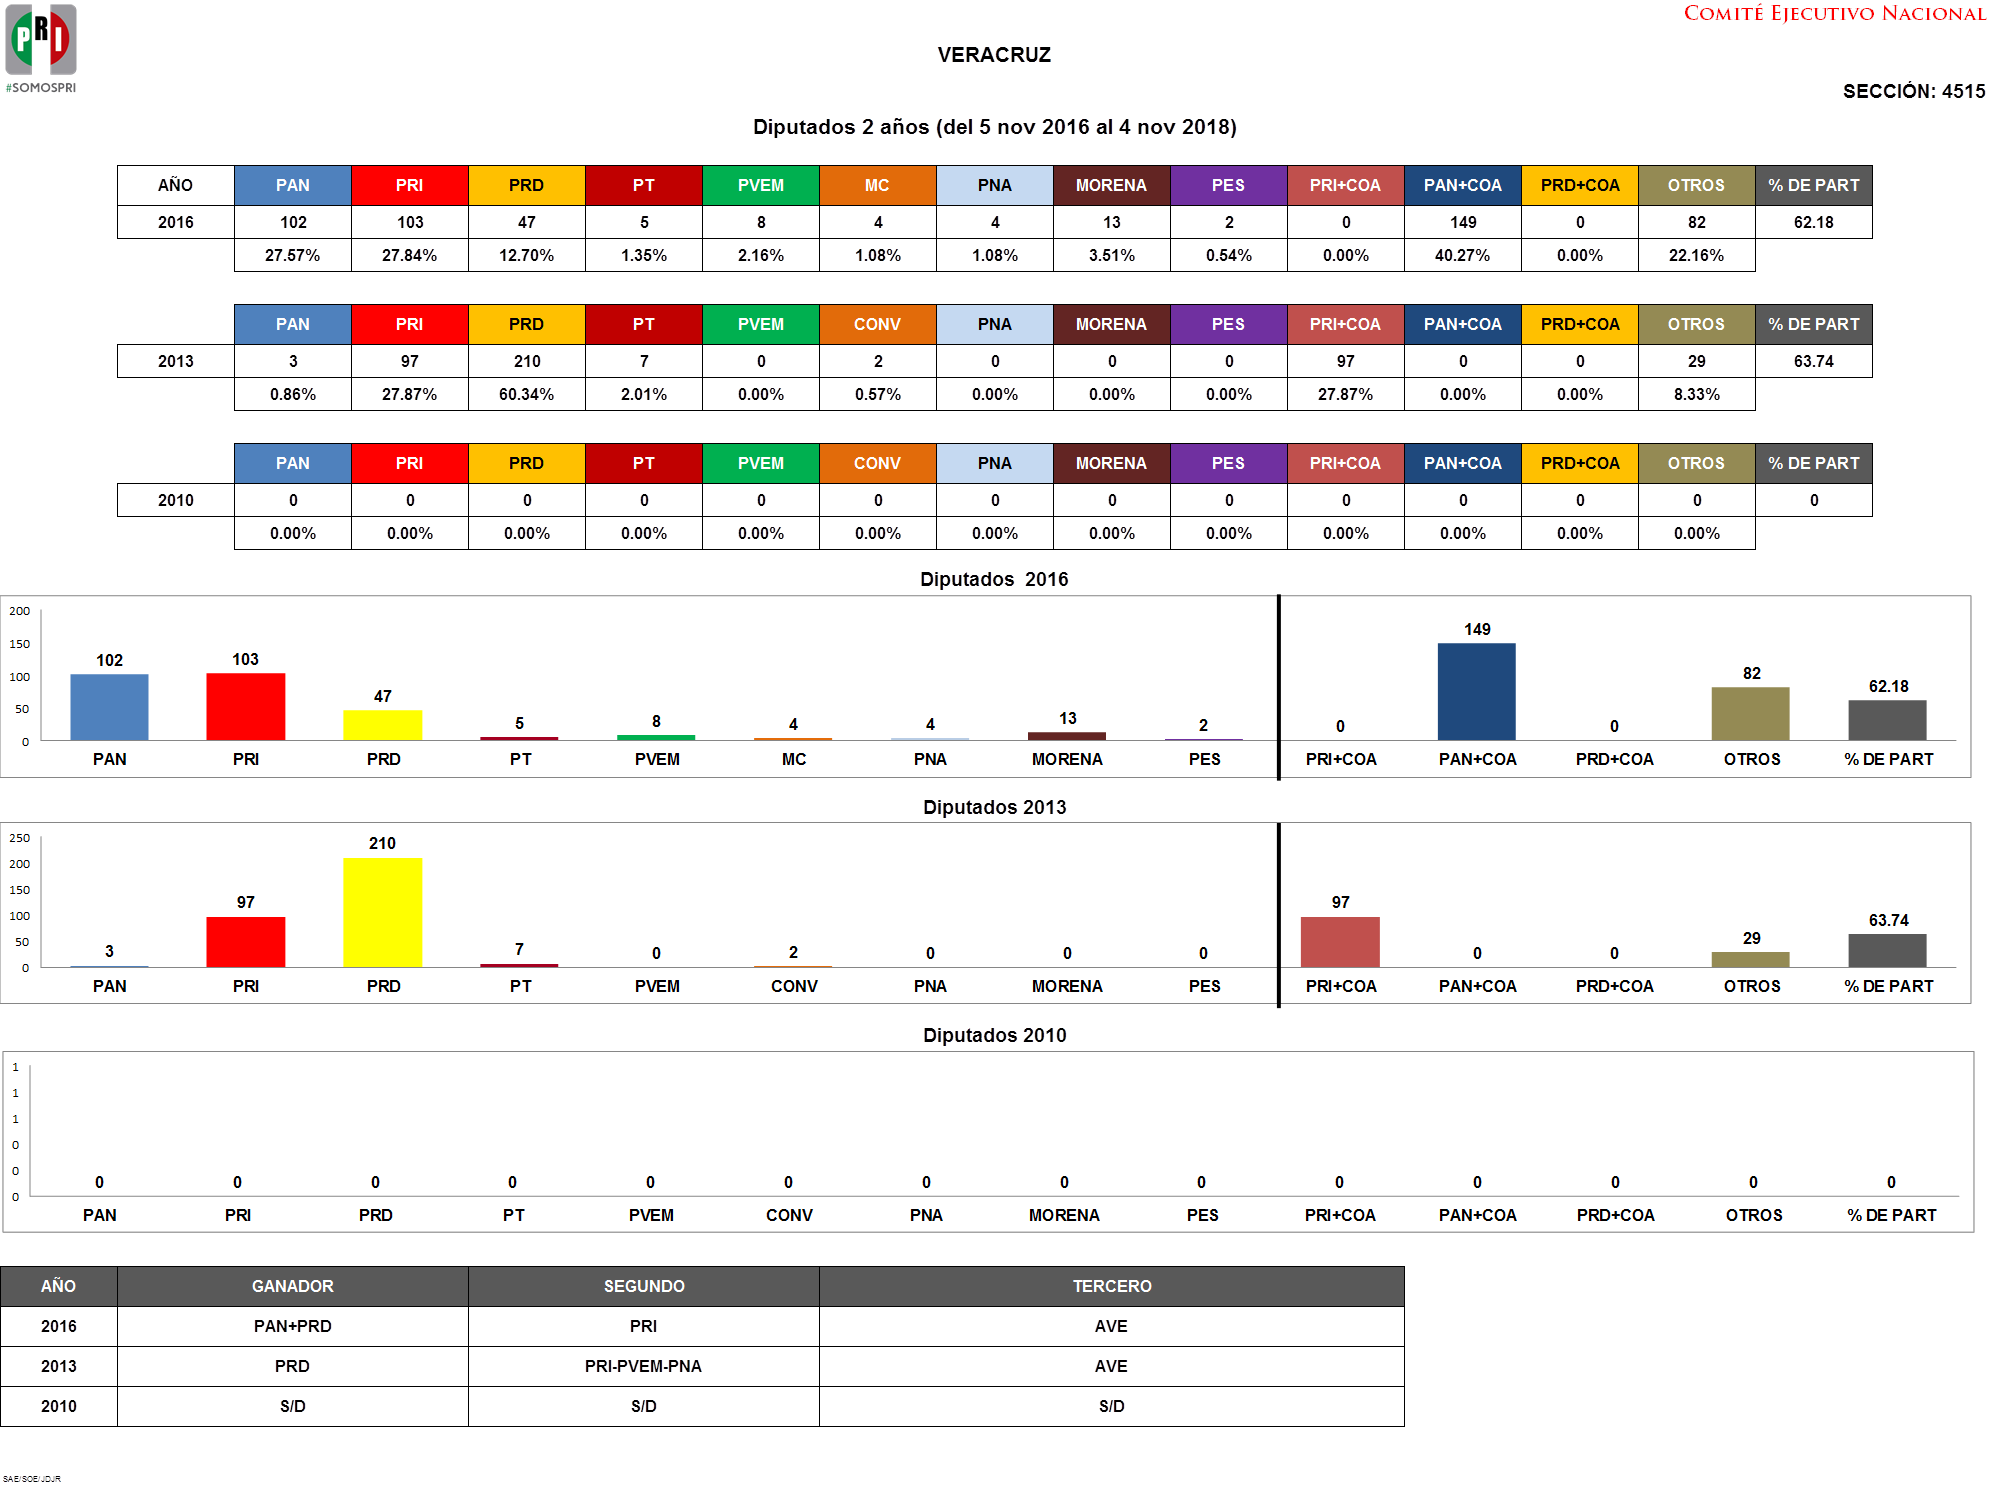 PRI
#SOMOSPRI
COMITÉ EJECUTIVO NACIONAL
VERACRUZ
SECCIÓN: 4515
Diputados 2 años (del 5 nov 2016 al 4 nov 2018)
AÑO PAN PRI PRD PT PVEM MC PNA MORENA PES PRI+COA PAN+COA PRD+COA OTROS % DE PART
2016 102 103 47 5 8 4 4 13 2 0 149 0 82 62.18
27.57% 27.84% 12.70% 1.35% 2.16% 1.08% 1.08% 3.51% 0.54% 0.00% 40.27% 0.00% 22.16%
PAN PRI PRD PT PVEM CONV PNA MORENA PES PRI+COA PAN+COA PRD+COA OTROS % DE PART
2013 3 97 210 7 0 2 0 0 0 97 0 0 29 63.74
0.86% 27.87% 60.34% 2.01% 0.00% 0.57% 0.00% 0.00% 0.00% 27.87% 0.00% 0.00% 8.33%
PAN PRI PRD PT PVEM CONV PNA MORENA PES PRI+COA PAN+COA PRD+COA OTROS % DE PART
2010 0 0 0 0 0 0 0 0 0 0 0 0 0 0
0.00% 0.00% 0.00% 0.00% 0.00% 0.00% 0.00% 0.00% 0.00% 0.00% 0.00% 0.00% 0.00%
Diputados 2016
200
150
100
50
0
102 103 47 5 8 4 4 13 2 0 149 0 82 62.18
PAN PRI PRD PT PVEM MC PNA MORENA PES PRI+COA PAN+COA PRD+COA OTROS % DE PART
Diputados 2013
250
200
150
100
50
0
3 97 210 7 0 2 0 0 0 97 0 0 29 63.74
PAN PRI PRD PT PVEM CONV PNA MORENA PES PRI+COA PAN+COA PRD+COA OTROS % DE PART
Diputados 2010
1
1
1
0
0
0
0 0 0 0 0 0 0 0 0 0 0 0 0 0
PAN PRI PRD PT PVEM CONV PNA MORENA PES PRI+COA PAN+COA PRD+COA OTROS % DE PART
AÑO GANADOR SEGUNDO TERCERO
2016 PAN+PRD PRI AVE
2013 PRD PRI-PVEM-PNA AVE
2010 S/D S/D S/D
SAE/SOE/JDJR